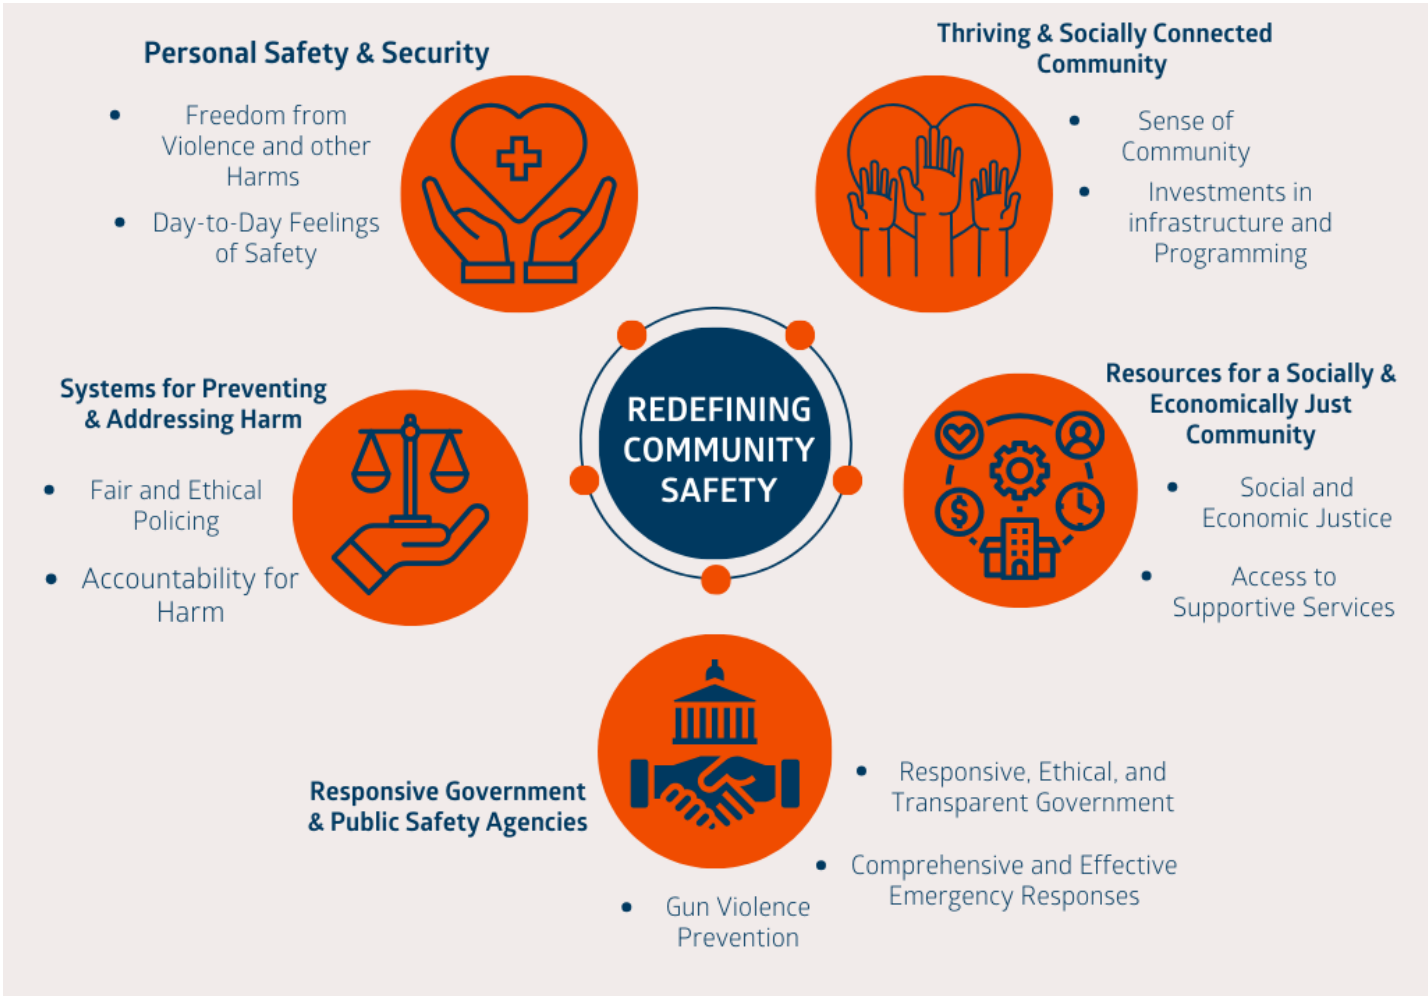 Personal Safety & Security
• Freedom from
Violence and other
Harms
• Day-to-Day Feelings
of Safety
Thriving & Socially Connected
Community
• Sense of
Community
• Investments in
infrastructure and
Programming
Systems for Preventing
& Addressing Harm
• Fair and Ethical
Policing
• Accountability for
Harm
REDEFINING
COMMUNITY
SAFETY
Resources for a Socially &
Economically Just
Community
$
• Social and
Economic Justice
• Access to
Supportive Services
Responsive Government
& Public Safety Agencies
• Responsive, Ethical, and
Transparent Government
• Comprehensive and Effective
Emergency Responses
• Gun Violence
Prevention